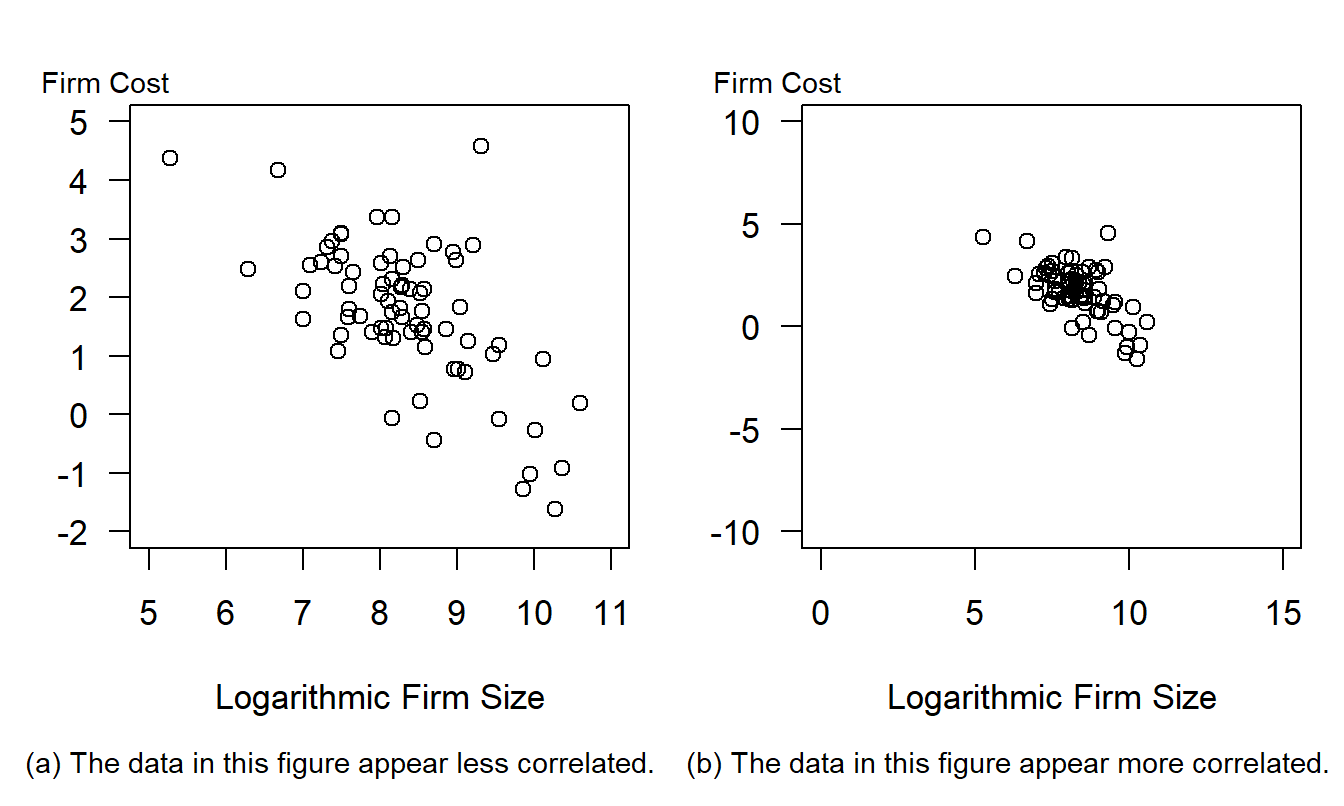 Firm Cost
5
4
3
2
1
0
-1
-2
5 6 7 8 9 10 11
Logarithmic Firm Size
(a) The data in this figure appear less correlated.
Firm Cost
10
5
0
-5
-10
0 5 10 15
Logarithmic Firm Size
(b) The data in this figure appear more correlated.